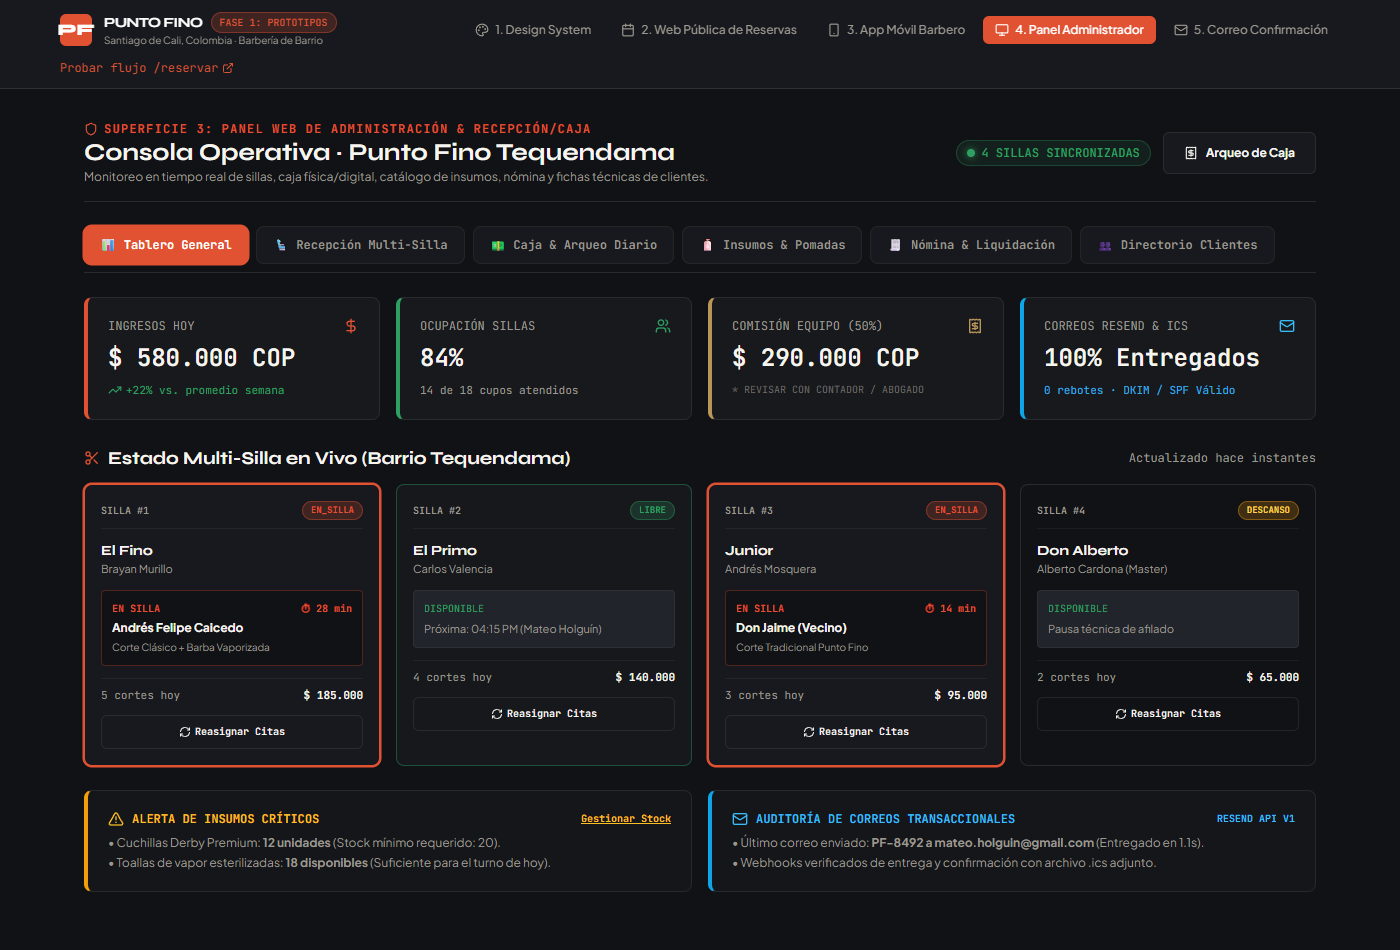 PF PUNTO FINO FASE 1: PROTOTIPOS
Santiago de Cali, Colombia · Barbería de Barrio
1. Design System
2. Web Pública de Reservas
3. App Móvil Barbero
4. Panel Administrador
5. Correo Confirmación
Probar flujo /reservar
SUPERFICIE 3: PANEL WEB DE ADMINISTRACIÓN & RECEPCIÓN/CAJA
Consola Operativa · Punto Fino Tequendama
Monitoreo en tiempo real de sillas, caja física/digital, catálogo de insumos, nómina y fichas técnicas de clientes.
4 SILLAS SINCRONIZADAS
Arqueo de Caja
Tablero General
Recepción Multi-Silla
Caja & Arqueo Diario
Insumos & Pomadas
Nómina & Liquidación
Directorio Clientes
INGRESOS HOY
$ 580.000 COP
+22% vs. promedio semana
OCUPACIÓN SILLAS
84%
14 de 18 cupos atendidos
COMISIÓN EQUIPO (50%)
$ 290.000 COP
* REVISAR CON CONTADOR / ABOGADO
CORREOS RESEND & ICS
100% Entregados
0 rebotes · DKIM / SPF Válido
Estado Multi-Silla en Vivo (Barrio Tequendama)
Actualizado hace instantes
SILLA #1 EN_SILLA
El Fino
Brayan Murillo
EN SILLA 28 min
Andrés Felipe Caicedo
Corte Clásico + Barba Vaporizada
5 cortes hoy $ 185.000
Reasignar Citas
SILLA #2 LIBRE
El Primo
Carlos Valencia
DISPONIBLE
Próxima: 04:15 PM (Mateo Holguín)
4 cortes hoy $ 140.000
Reasignar Citas
SILLA #3 EN_SILLA
Junior
Andrés Mosquera
EN SILLA 14 min
Don Jaime (Vecino)
Corte Tradicional Punto Fino
3 cortes hoy $ 95.000
Reasignar Citas
SILLA #4 DESCANSO
Don Alberto
Alberto Cardona (Master)
DISPONIBLE
Pausa técnica de afilado
2 cortes hoy $ 65.000
Reasignar Citas
ALERTA DE INSUMOS CRÍTICOS
Gestionar Stock
• Cuchillas Derby Premium: 12 unidades (Stock mínimo requerido: 20).
• Toallas de vapor esterilizadas: 18 disponibles (Suficiente para el turno de hoy).
AUDITORÍA DE CORREOS TRANSACCIONALES
RESEND API V1
• Último correo enviado: PF-8492 a mateo.holguin@gmail.com (Entregado en 1.1s).
• Webhooks verificados de entrega y confirmación con archivo .ics adjunto.